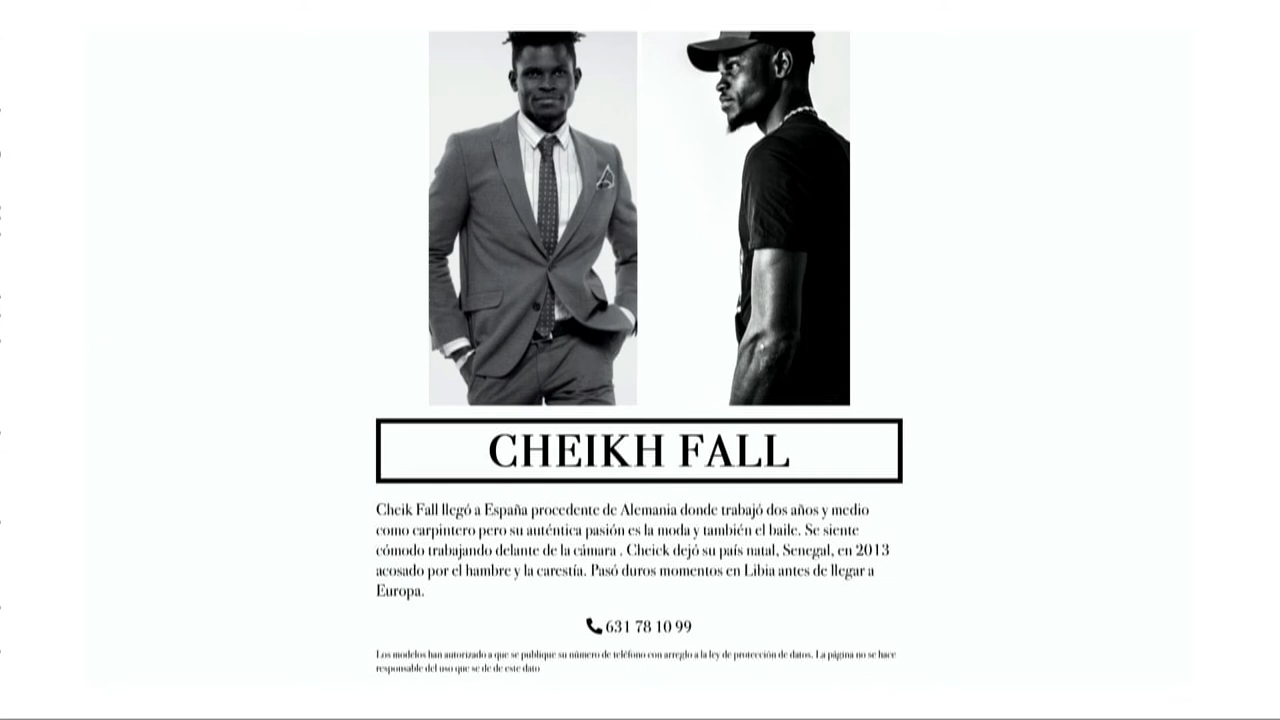 CHEIKH FALL
Cheik Fall llegó a España procedente de Alemania donde trabajó dos años y medio
como carpintero pero su auténtica pasión es la moda y también el baile. Se siente
cómodo trabajando delante de la cámara . Cheick dejó su país natal, Senegal, en 2013
acosado por el hambre y la carestía. Pasó duros momentos en Libia antes de llegar a
Europa.
631 78 10 99
Los modelos han autorizado a que se publique su número de teléfono con arreglo a la ley de protección de datos. La página no se hace
responsable del uso que se de de este dato